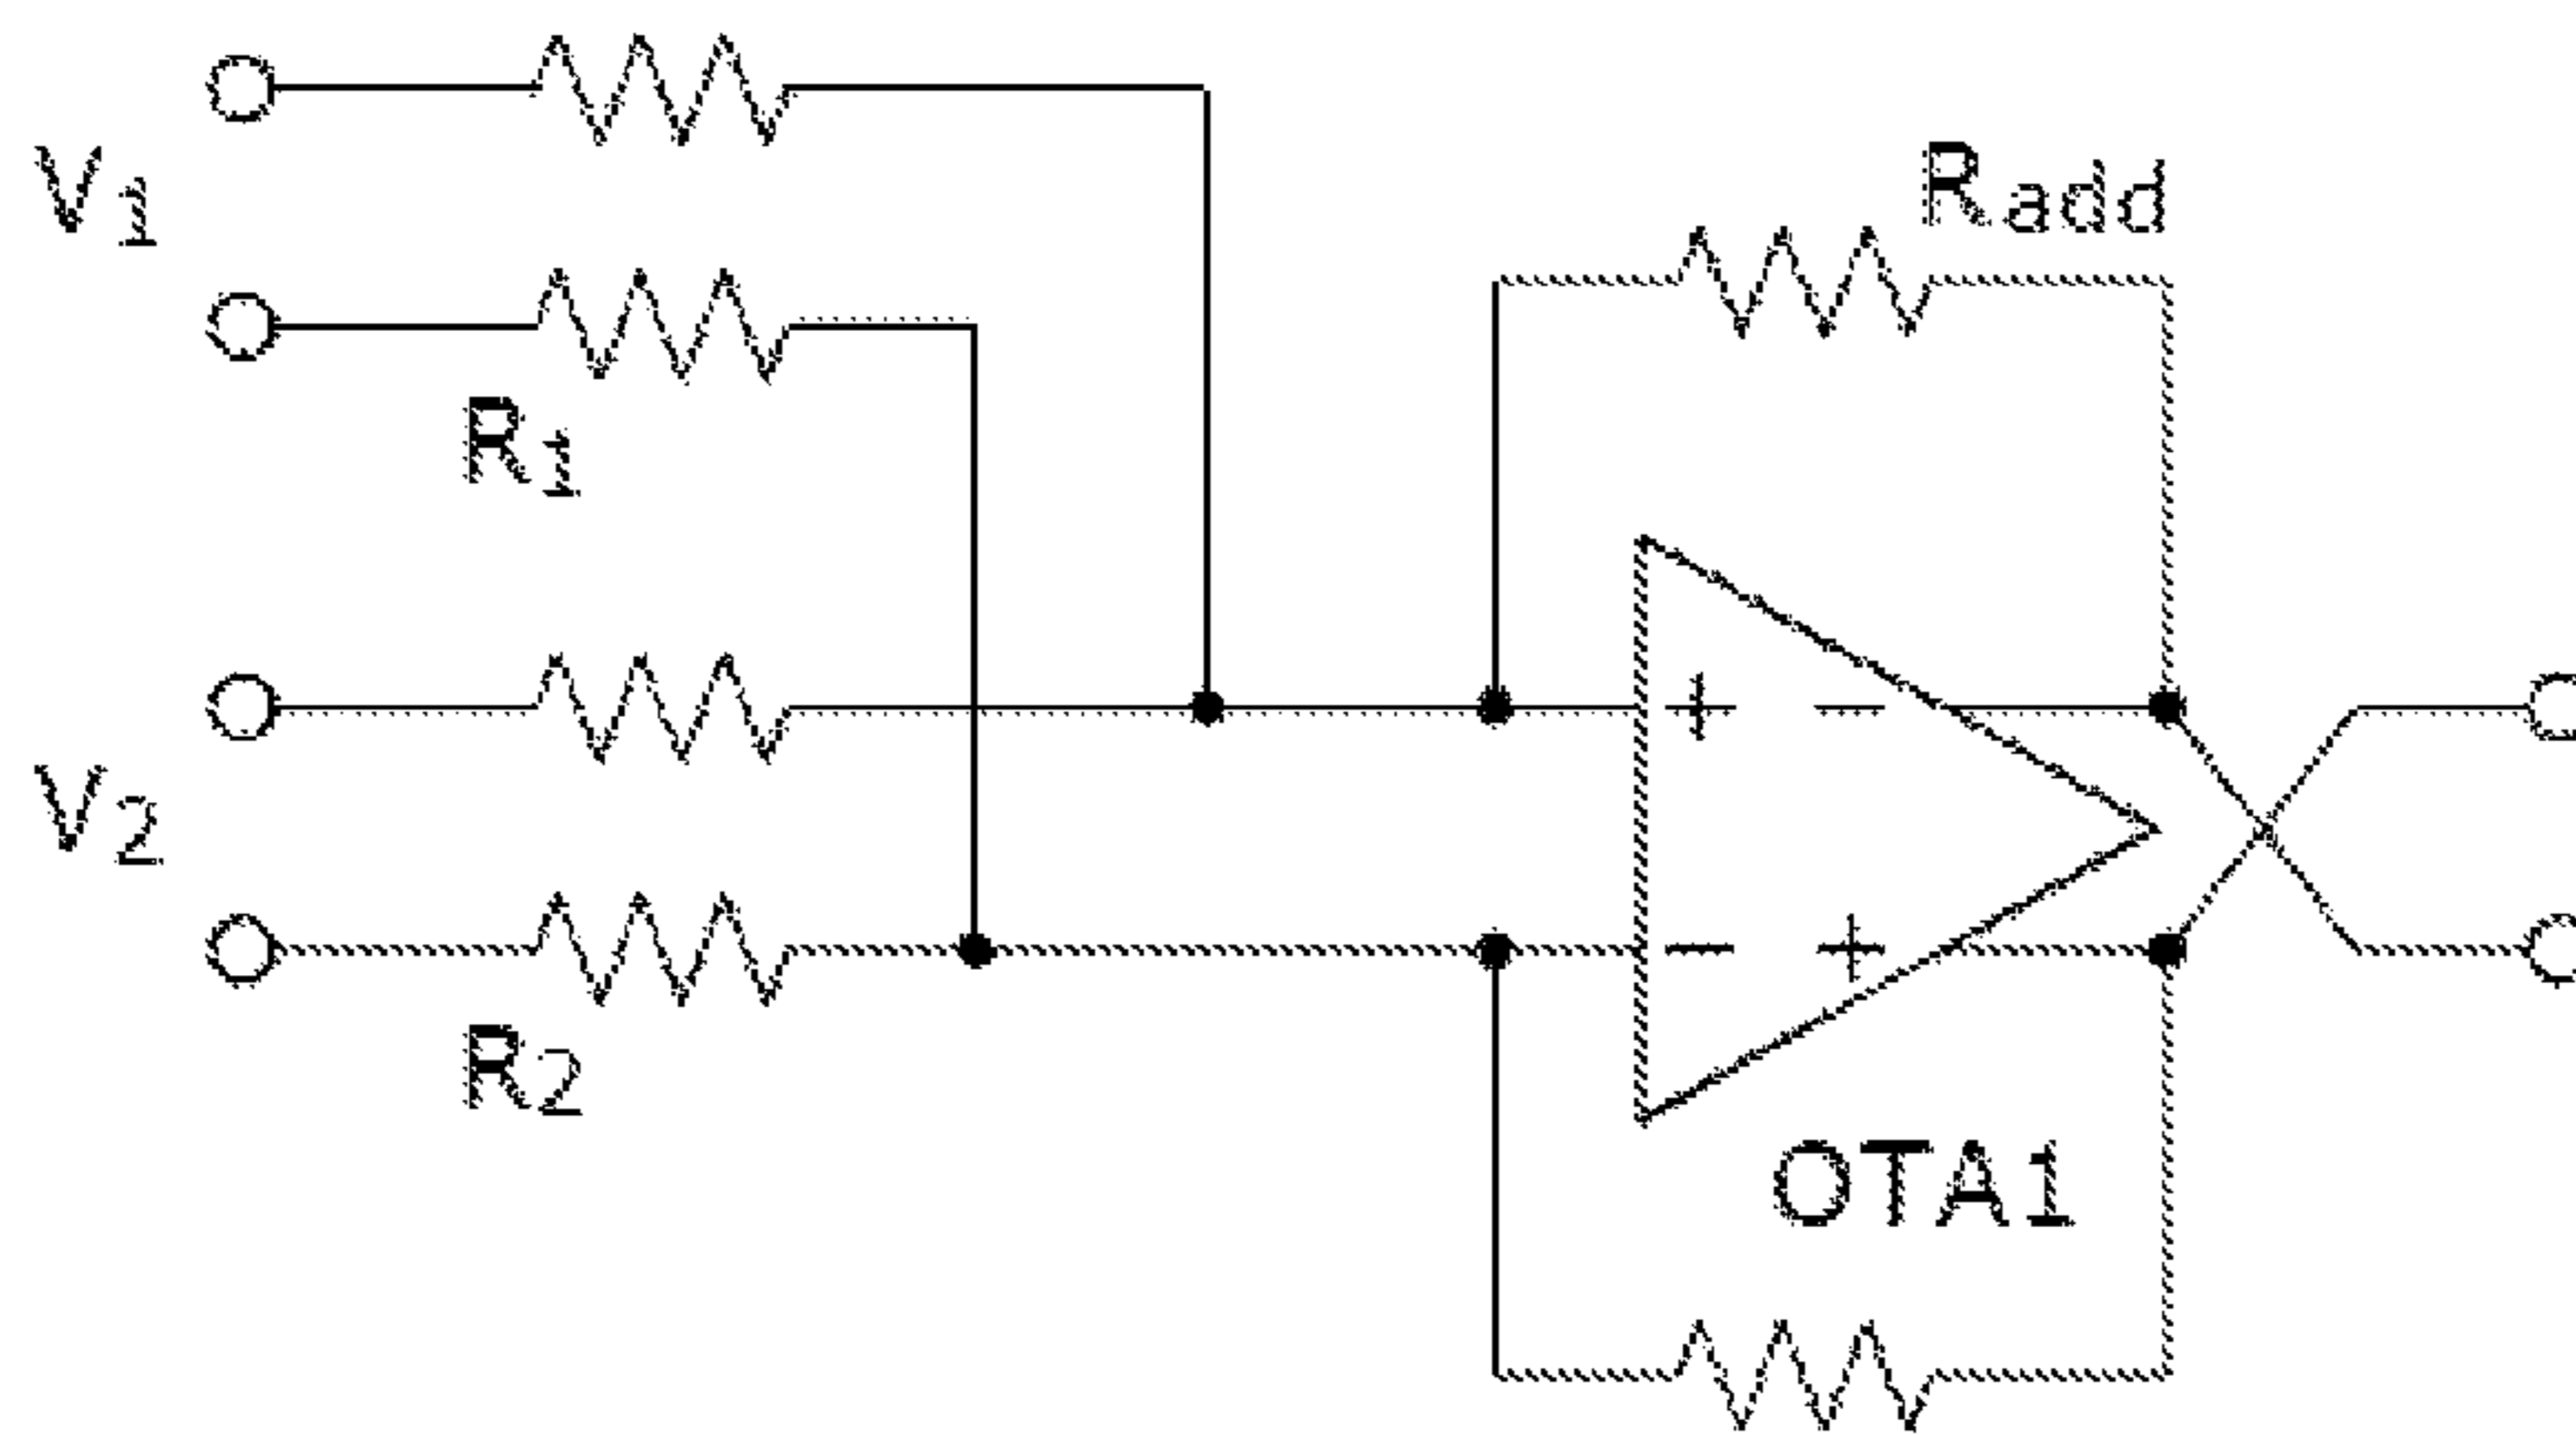 V1
Radd
R1
+ −
V2
− +
R2
OTA1